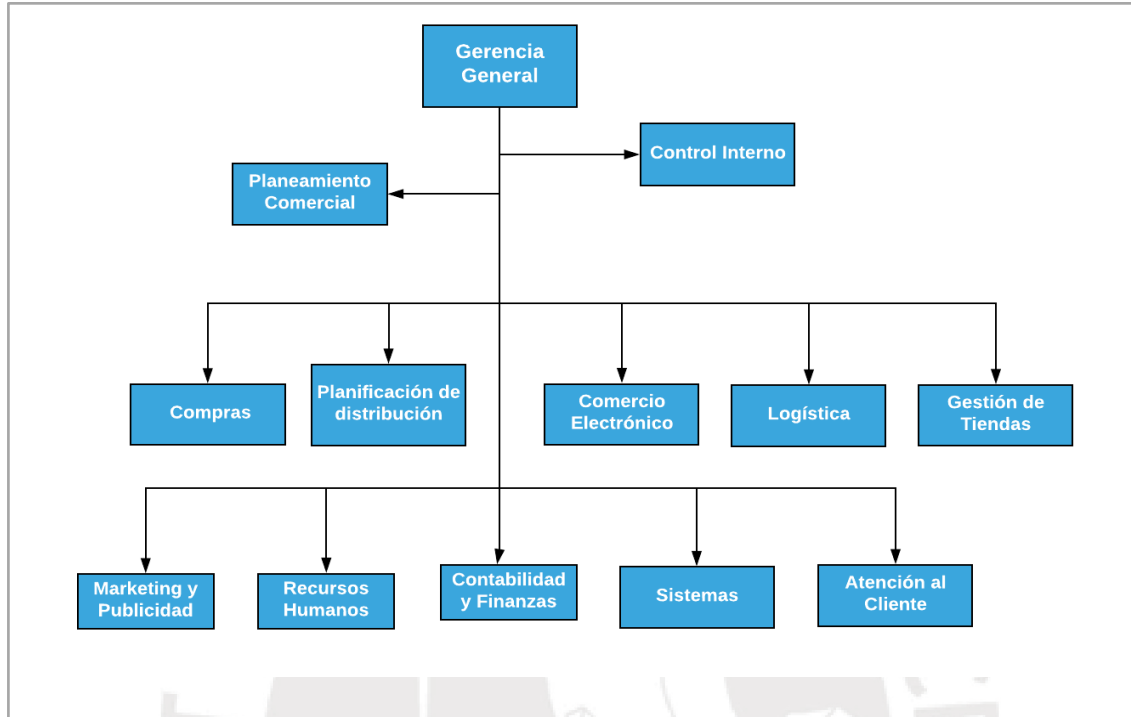 Gerencia
General
Control Interno
Planeamiento
Comercial
Compras
Planificación de
distribución
Comercio
Electrónico
Logística
Gestión de
Tiendas
Marketing y
Publicidad
Recursos
Humanos
Contabilidad
y Finanzas
Sistemas
Atención al
Cliente